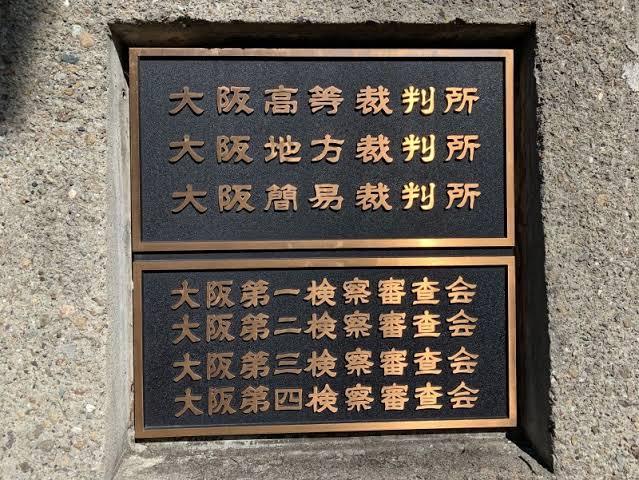 大阪高等裁判所
大阪地方裁判所
大阪簡易裁判所
大阪第一検察審査会
大阪第二検察審査会
大阪第三検察審査会
大阪第四検察審査会